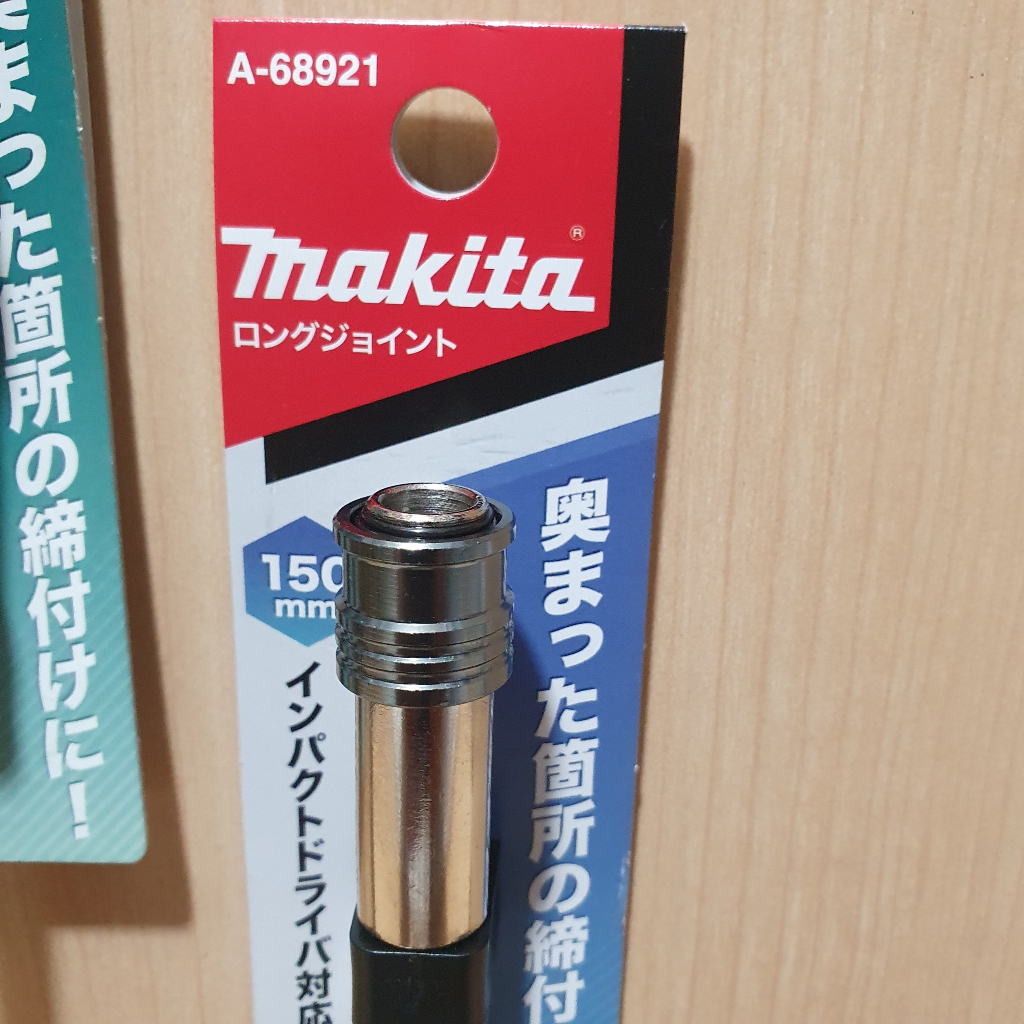 A-68921
makita®
ロングジョイント
150
mm
インパクトドライバ対応
奥まった箇所の締付
まった箇所の締付けに!